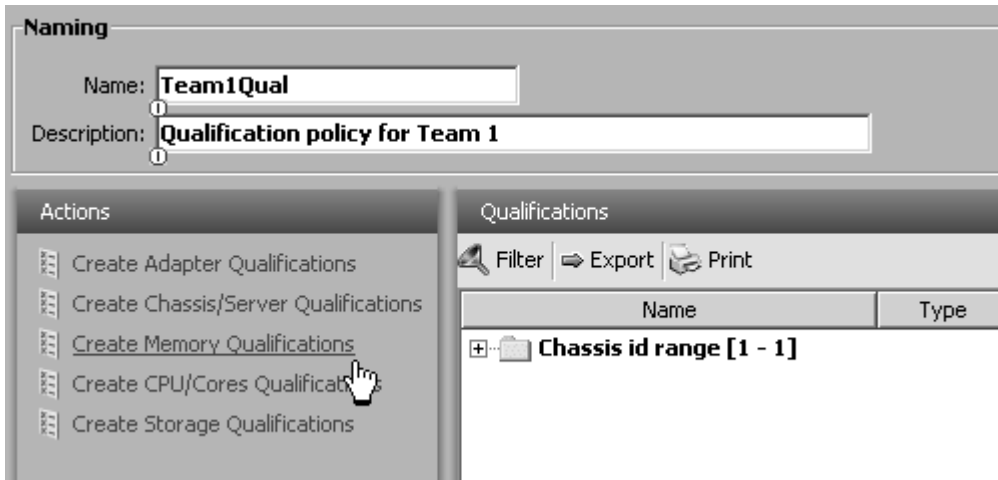 Naming
Name: Team1Qual
Description: Qualification policy for Team 1
Actions
Create Adapter Qualifications
Create Chassis/Server Qualifications
Create Memory Qualifications
Create CPU/Cores Qualifications
Create Storage Qualifications
Qualifications
Filter Export Print
Name Type
Chassis id range [1 - 1]